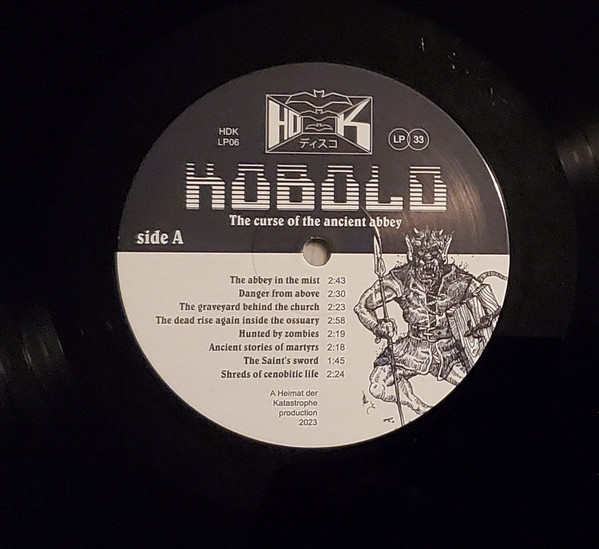 HDK
ディスコ
HDK
LP06
LP 33
KOBOLD
The curse of the ancient abbey
side A
The abbey in the mist 2:43
Danger from above 2:30
The graveyard behind the church 2:23
The dead rise again inside the ossuary 2:58
Hunted by zombies 2:19
Ancient stories of martyrs 2:18
The Saint's sword 1:45
Shreds of cenobitic life 2:24
A Heimat der
Katastrophe
production
2023